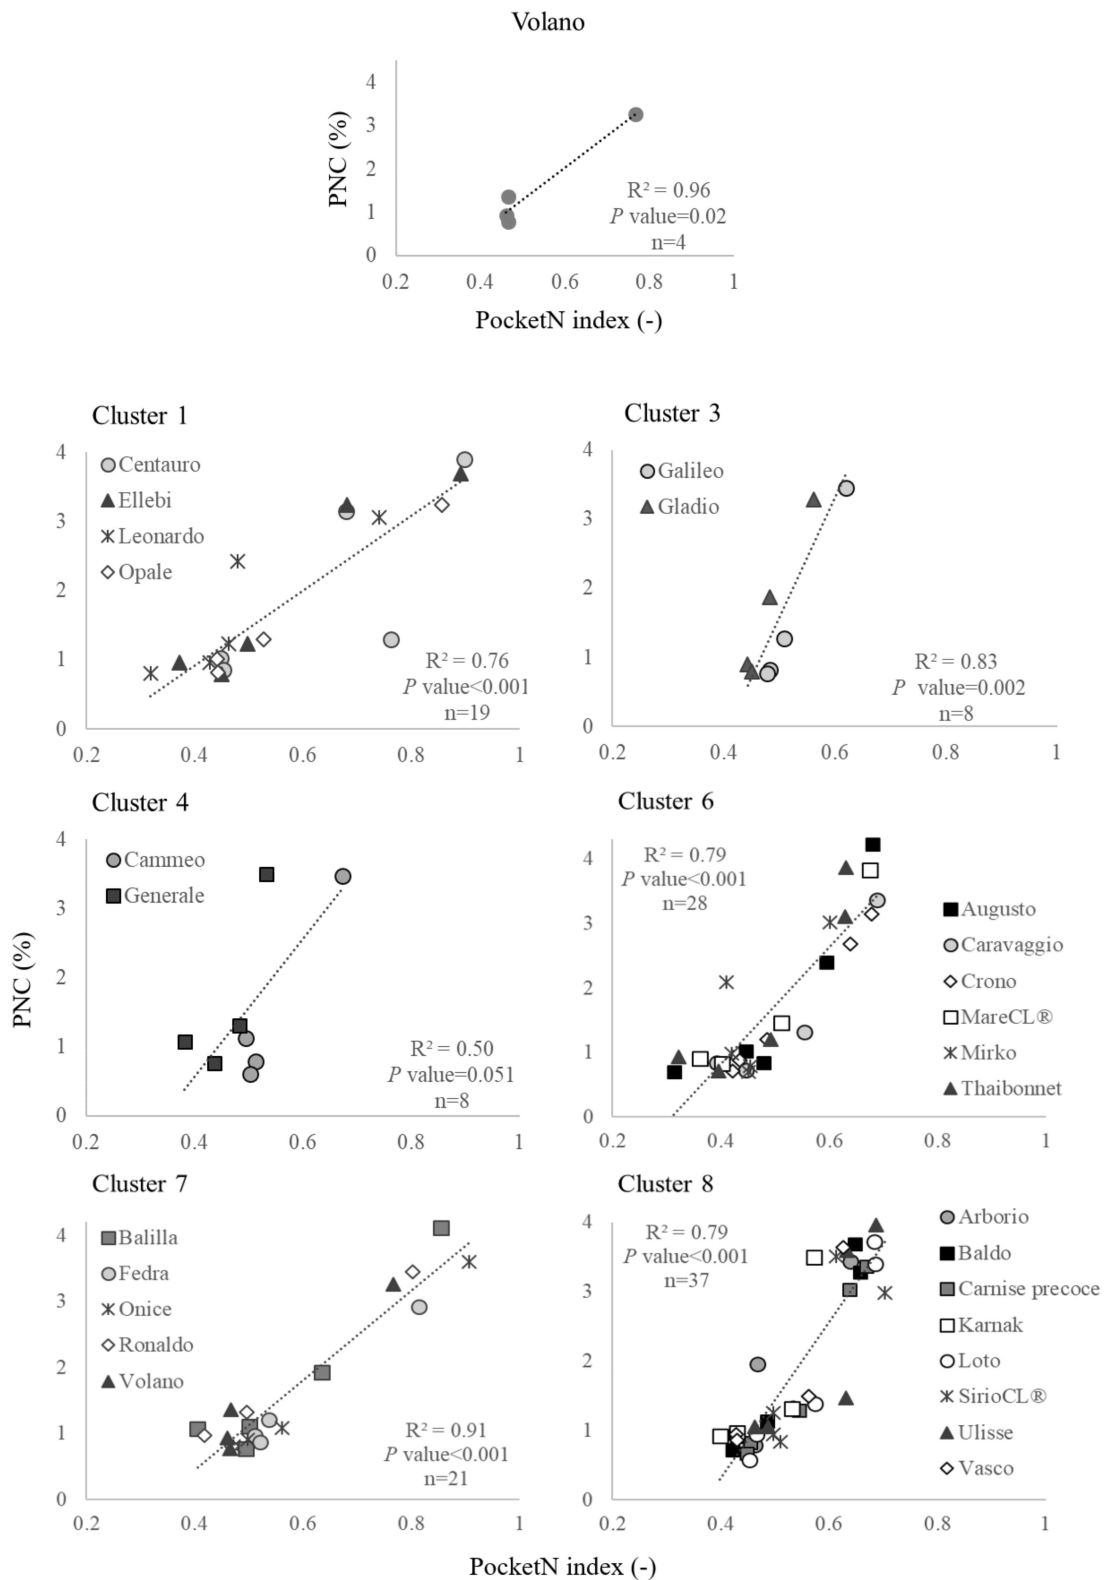 Volano
PNC (%)
4
3
2
1
0
R² = 0.96
P value=0.02
n=4
0.2 0.4 0.6 0.8 1
PocketN index (-)
Cluster 1
4
3
2
1
0
Centauro
Ellebi
Leonardo
Opale
R² = 0.76
P value<0.001
n=19
0.2 0.4 0.6 0.8 1
Cluster 3
4
3
2
1
0
Galileo
Gladio
R² = 0.83
P value=0.002
n=8
0.2 0.4 0.6 0.8 1
PNC (%)
Cluster 4
4
3
2
1
0
Cammeo
Generale
R² = 0.50
P value=0.051
n=8
0.2 0.4 0.6 0.8 1
Cluster 6
4
3
2
1
0
R² = 0.79
P value<0.001
n=28
Augusto
Caravaggio
Crono
MareCL®
Mirko
Thaibonnet
0.2 0.4 0.6 0.8 1
Cluster 7
4
3
2
1
0
Balilla
Fedra
Onice
Ronaldo
Volano
R² = 0.91
P value<0.001
n=21
0.2 0.4 0.6 0.8 1
Cluster 8
4
3
2
1
0
R² = 0.79
P value<0.001
n=37
Arborio
Baldo
Carnise precoce
Karnak
Loto
SirioCL®
Ulisse
Vasco
0.2 0.4 0.6 0.8 1
PocketN index (-)